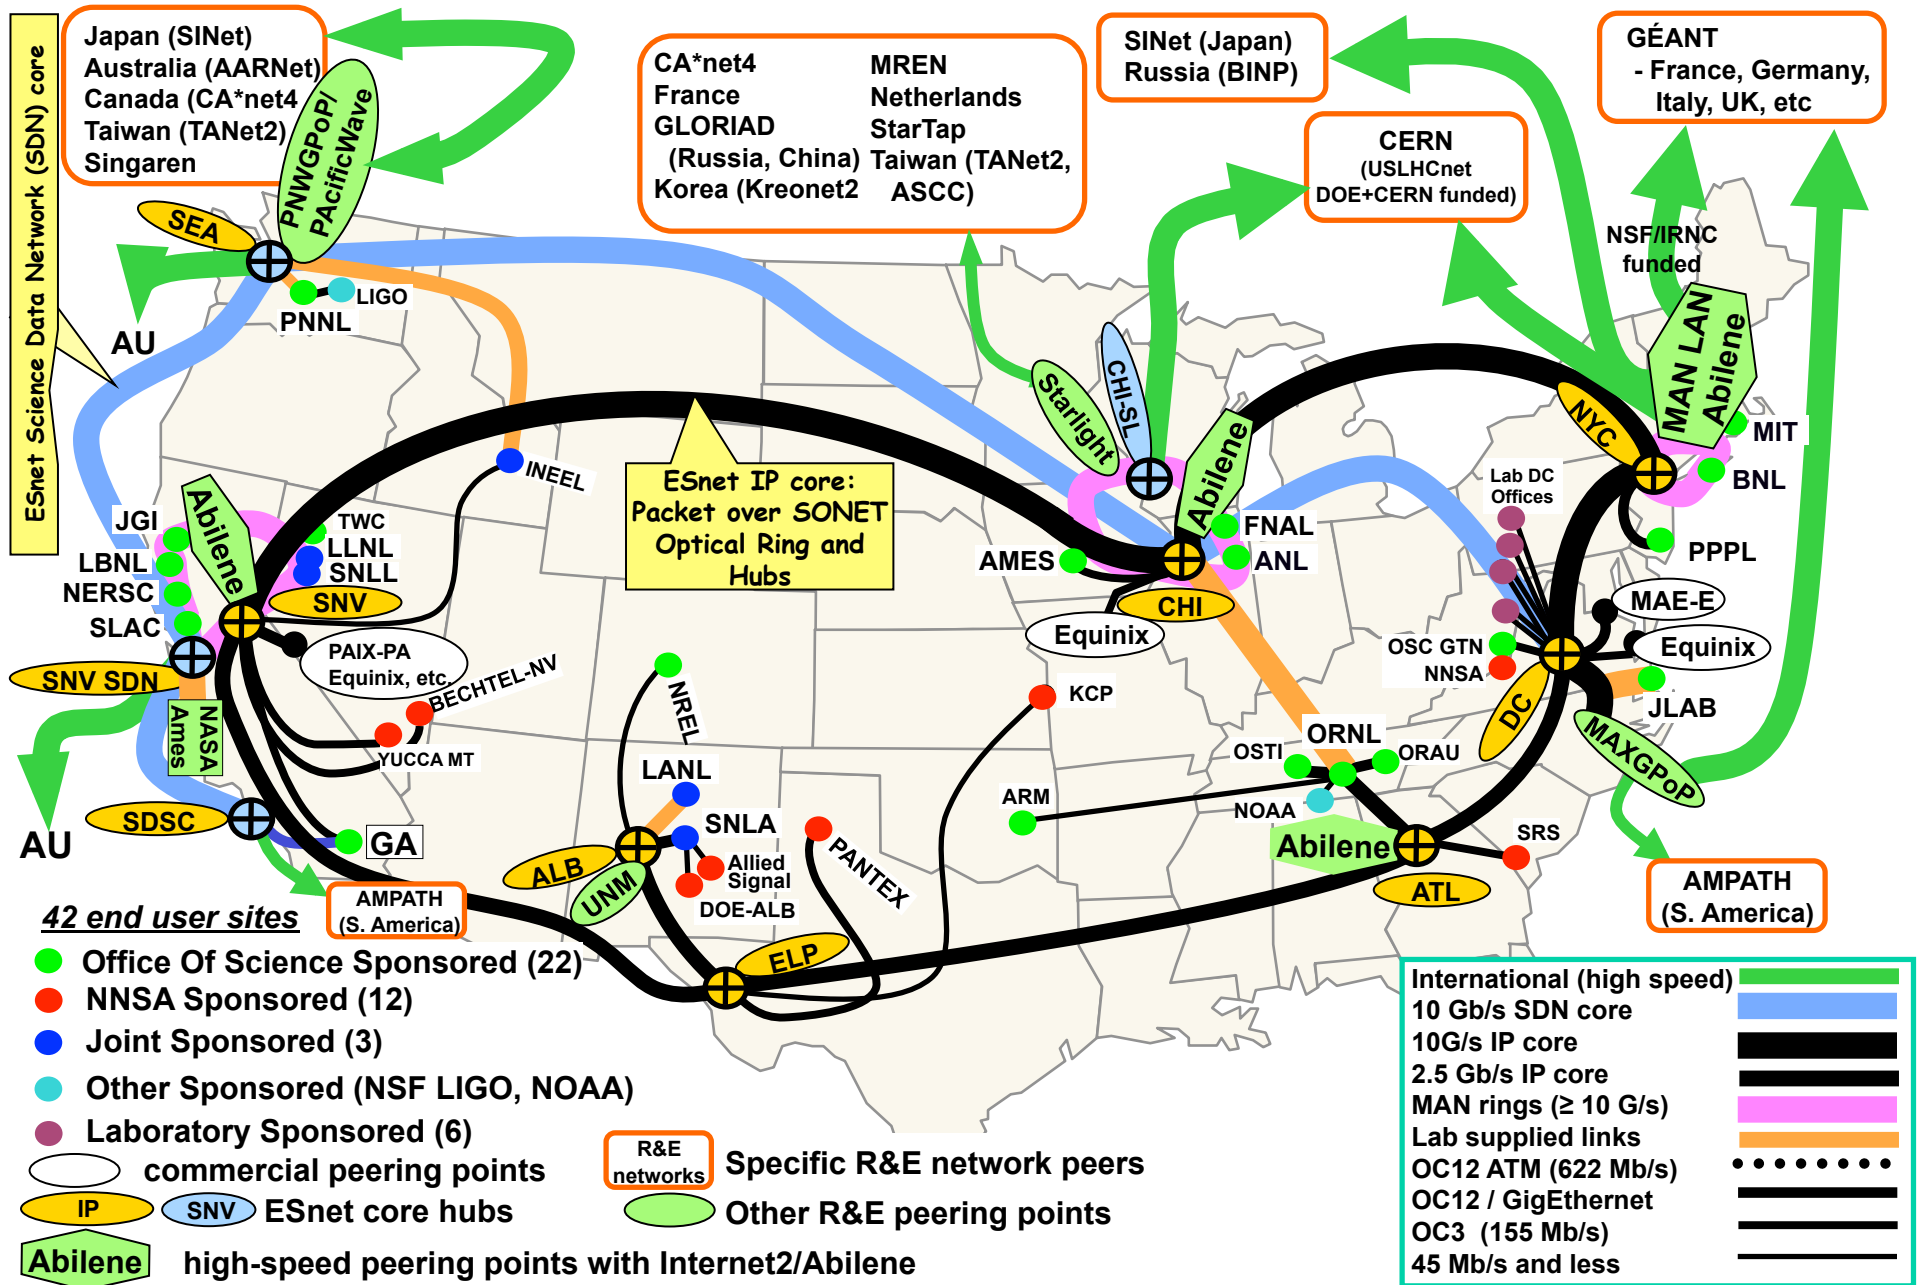 ESnet Science Data Network (SDN) core
Japan (SINet)
Australia (AARNet)
Canada (CA*net4
Taiwan (TANet2)
Singaren
PNWGPoP/
PAcificWave
CA*net4
France
GLORIAD
(Russia, China)
Korea (Kreonet2
MREN
Netherlands
StarTap
Taiwan (TANet2,
ASCC)
SINet (Japan)
Russia (BINP)
CERN
(USLHCnet
DOE+CERN funded)
GÉANT
- France, Germany,
Italy, UK, etc
NSF/IRNC
funded
SEA
AU
LIGO
PNNL
INEEL
ESnet IP core:
Packet over SONET
Optical Ring and
Hubs
Starlight
CHI-SL
Abilene
NYC
MAN LAN
Abilene
MIT
BNL
PPPL
Lab DC
Offices
MAE-E
Equinix
OSC GTN
NNSA
JLAB
DC
MAXGPoP
FNAL
ANL
AMES
CHI
Equinix
Abilene
JGI
LBNL
NERSC
SLAC
TWC
LLNL
SNLL
SNV
PAIX-PA
Equinix, etc.
SNV SDN
NASA
Ames
BECHTEL-NV
YUCCA MT
AU
SDSC
GA
NREL
KCP
LANL
SNLA
Allied
Signal
DOE-ALB
ALB
UNM
PANTEX
ELP
ARM
OSTI
ORNL
ORAU
NOAA
Abilene
ATL
SRS
AMPATH
(S. America)
AMPATH
(S. America)
42 end user sites
Office Of Science Sponsored (22)
NNSA Sponsored (12)
Joint Sponsored (3)
Other Sponsored (NSF LIGO, NOAA)
Laboratory Sponsored (6)
commercial peering points
IP
SNV
ESnet core hubs
Abilene
high-speed peering points with Internet2/Abilene
R&E
networks
Specific R&E network peers
Other R&E peering points
International (high speed)
10 Gb/s SDN core
10G/s IP core
2.5 Gb/s IP core
MAN rings (≥ 10 G/s)
Lab supplied links
OC12 ATM (622 Mb/s)
OC12 / GigEthernet
OC3 (155 Mb/s)
45 Mb/s and less